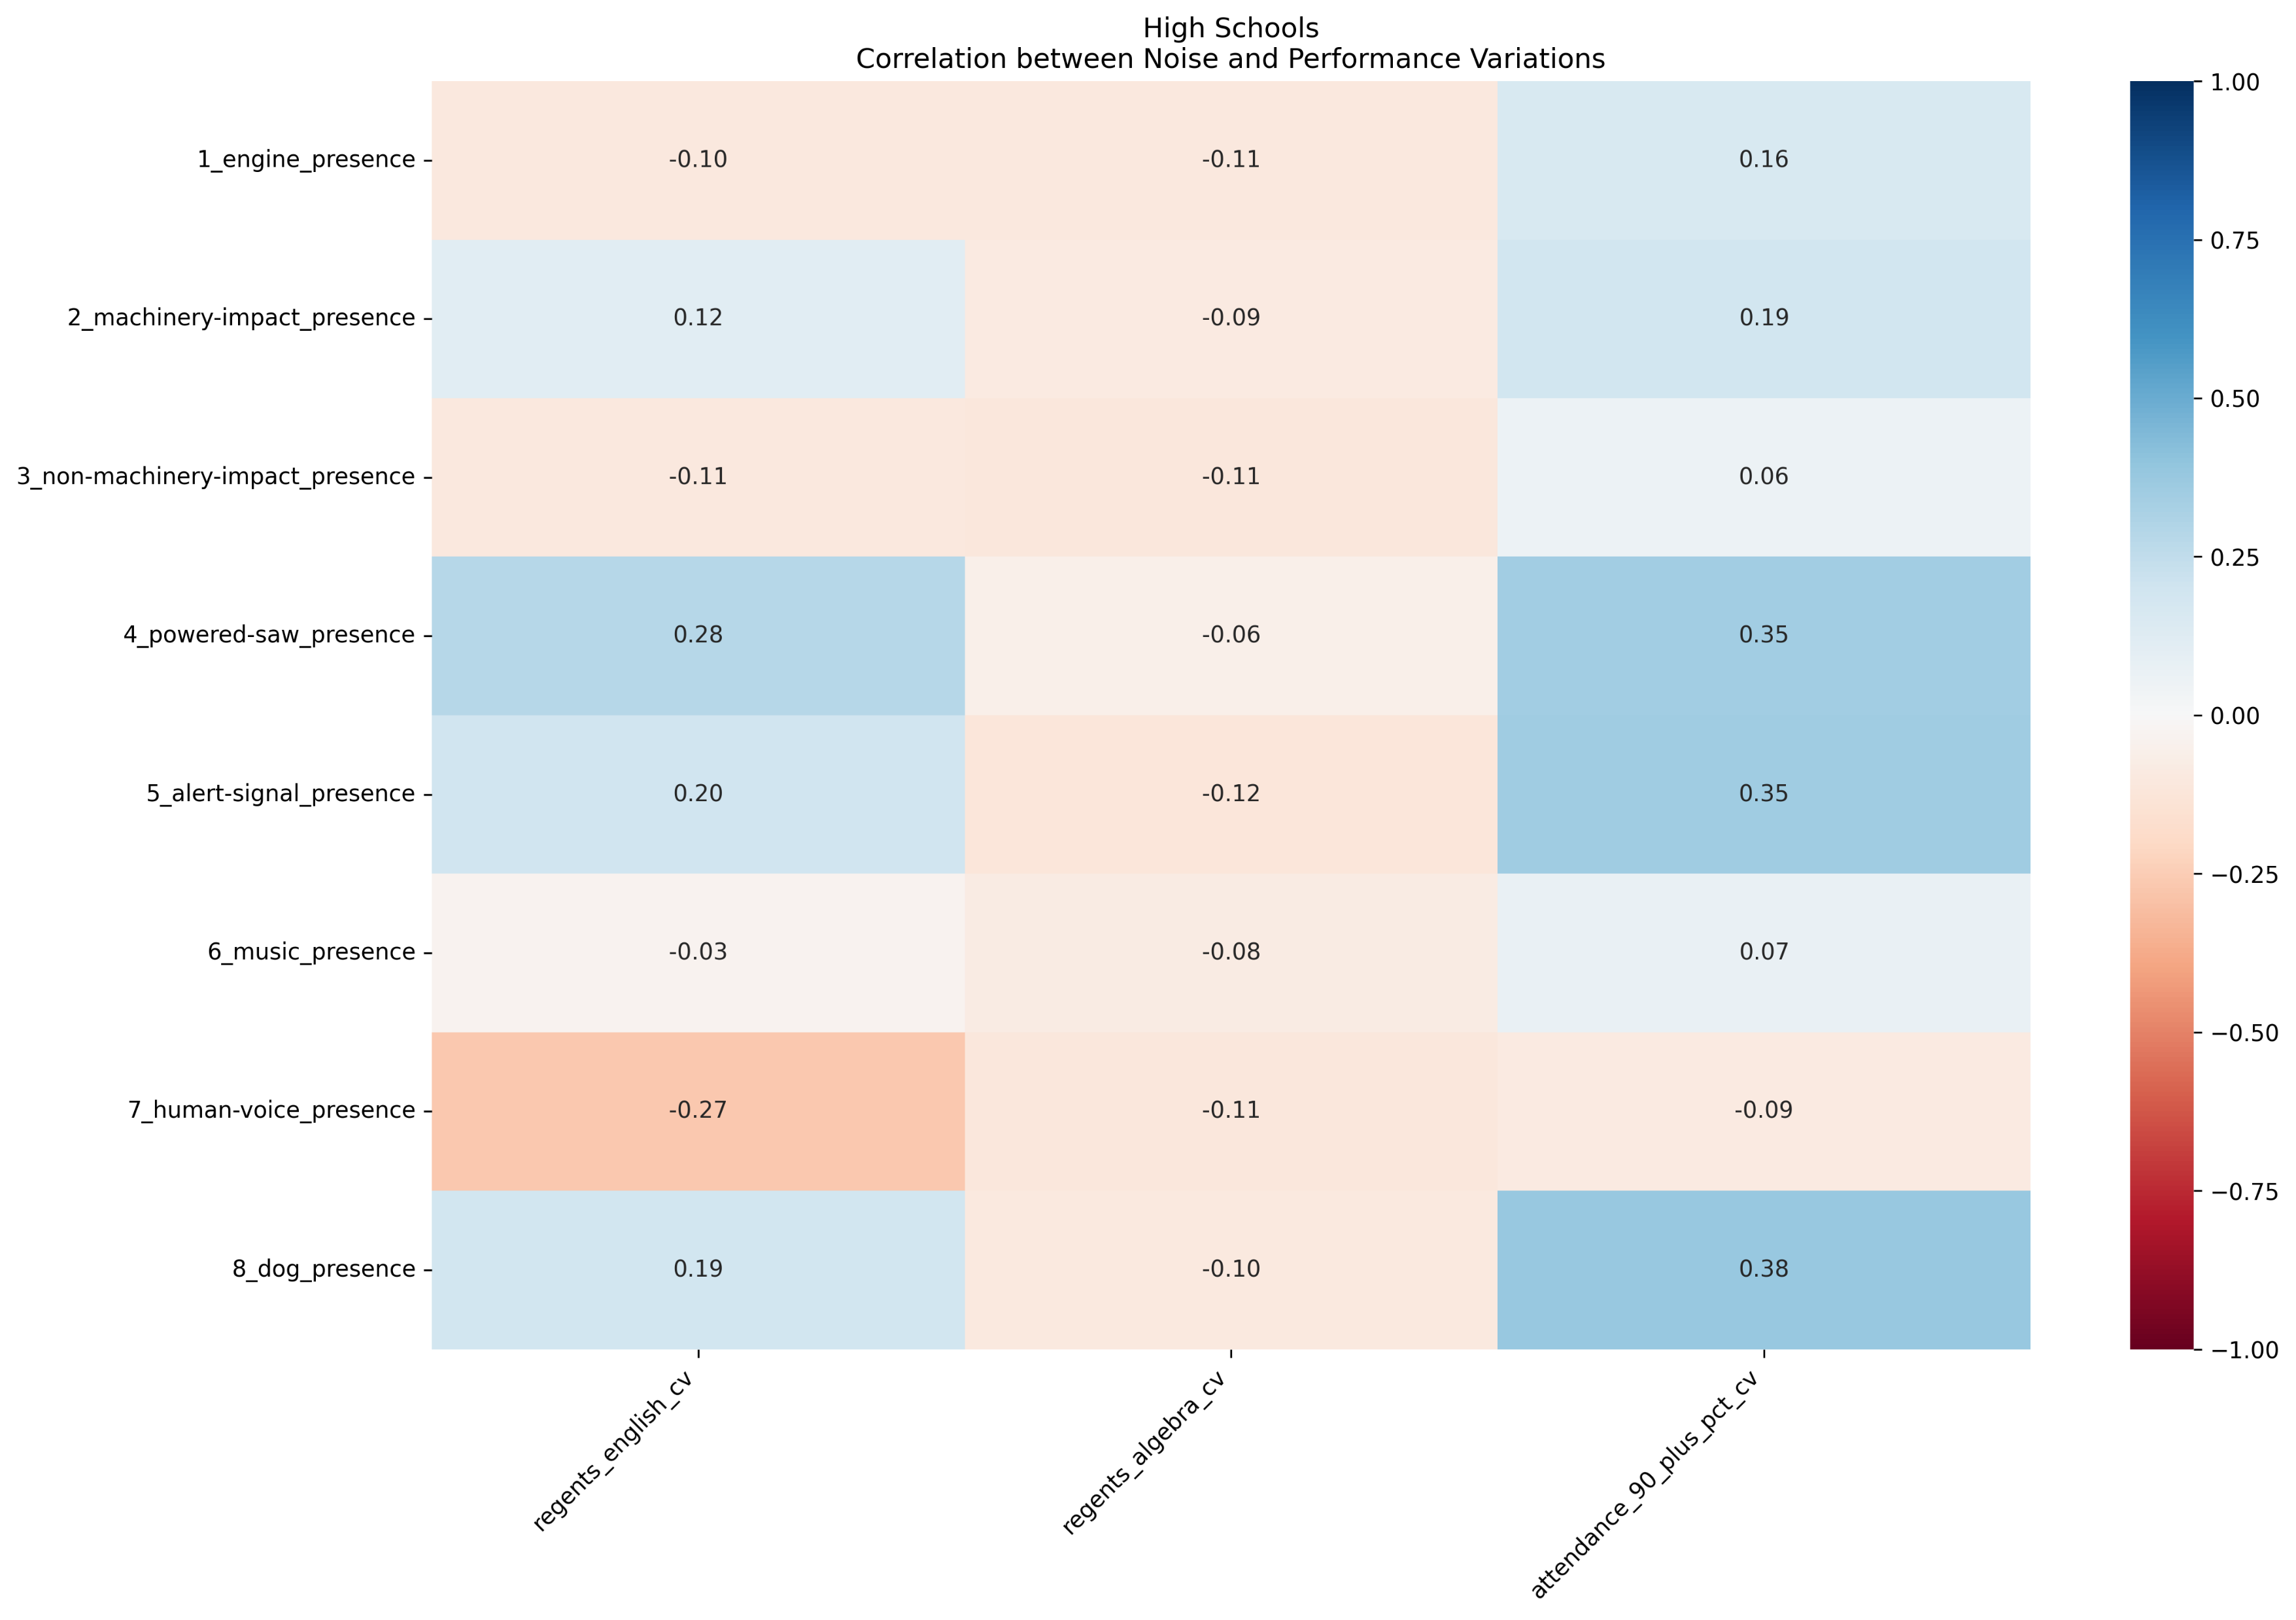 High Schools
Correlation between Noise and Performance Variations
1_engine_presence -0.10 -0.11 0.16
2_machinery-impact_presence 0.12 -0.09 0.19
3_non-machinery-impact_presence -0.11 -0.11 0.06
4_powered-saw_presence 0.28 -0.06 0.35
5_alert-signal_presence 0.20 -0.12 0.35
6_music_presence -0.03 -0.08 0.07
7_human-voice_presence -0.27 -0.11 -0.09
8_dog_presence 0.19 -0.10 0.38
regents_english_cv
regents_algebra_cv
attendance_90_plus_pct_cv
1.00
0.75
0.50
0.25
0.00
−0.25
−0.50
−0.75
−1.00